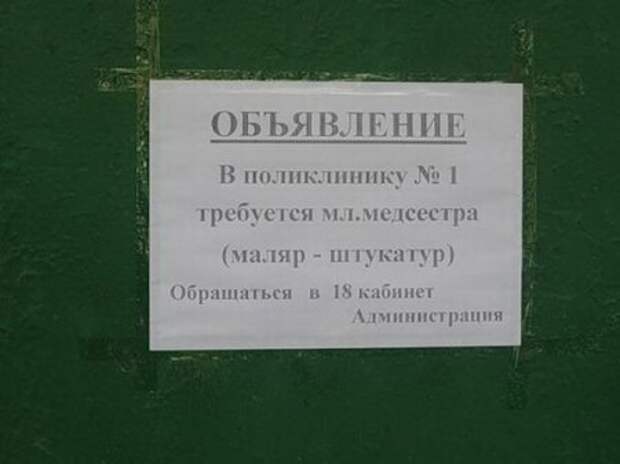 ОБЪЯВЛЕНИЕ
В поликлинику № 1
требуется мл.медсестра
(маляр - штукатур)
Обращаться в 18 кабинет
Администрация